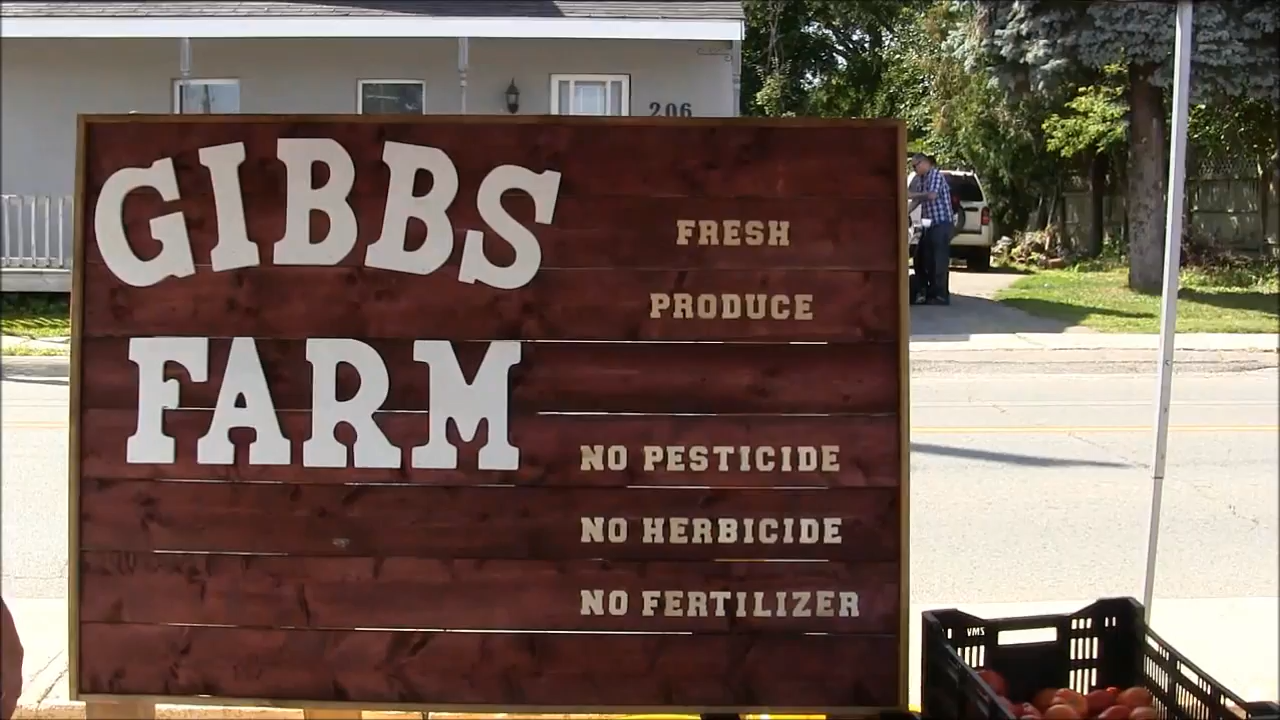 206
GIBBS
FARM
FRESH
PRODUCE
NO PESTICIDE
NO HERBICIDE
NO FERTILIZER
VMS